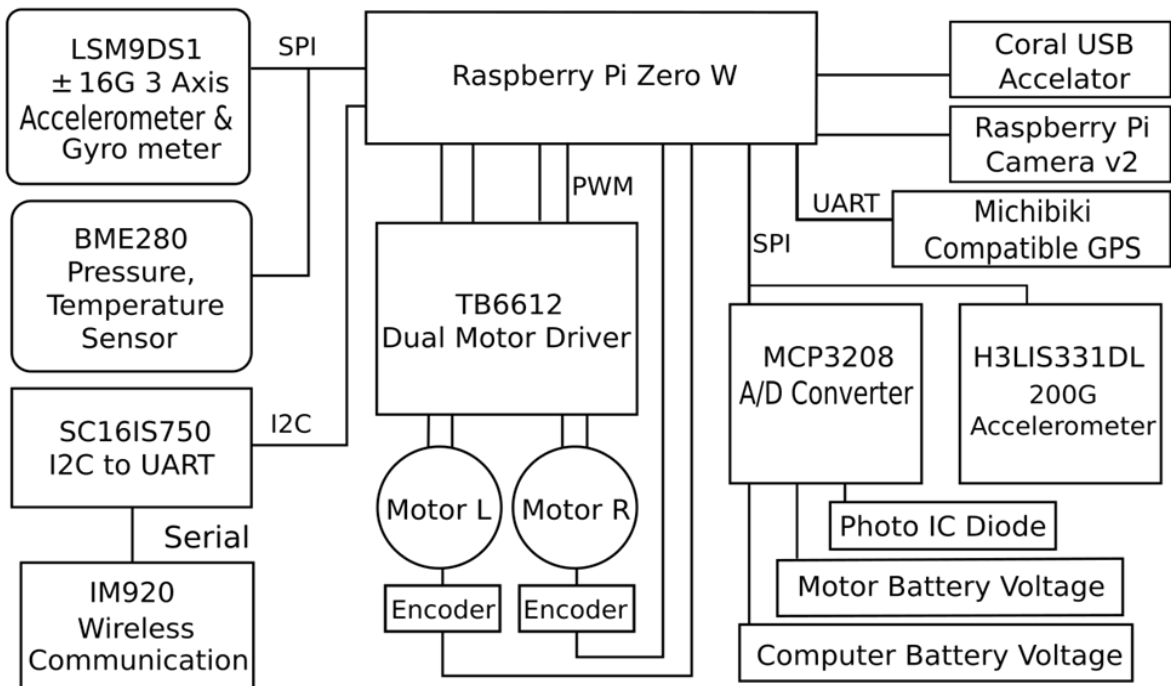 LSM9DS1
± 16G 3 Axis
Accelerometer &
Gyro meter
SPI
Raspberry Pi Zero W
Coral USB
Accelator
Raspberry Pi
Camera v2
UART
Michibiki
Compatible GPS
BME280
Pressure,
Temperature
Sensor
PWM
SPI
TB6612
Dual Motor Driver
MCP3208
A/D Converter
H3LIS331DL
200G
Accelerometer
SC16IS750
I2C to UART
I2C
Motor L
Motor R
Photo IC Diode
Serial
IM920
Wireless
Communication
Encoder
Encoder
Motor Battery Voltage
Computer Battery Voltage